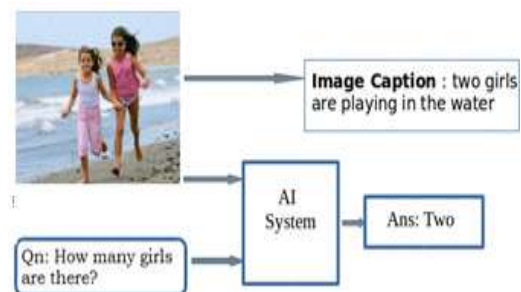 Image Caption : two girls
are playing in the water
AI
System
Ans: Two
Qn: How many girls
are there?